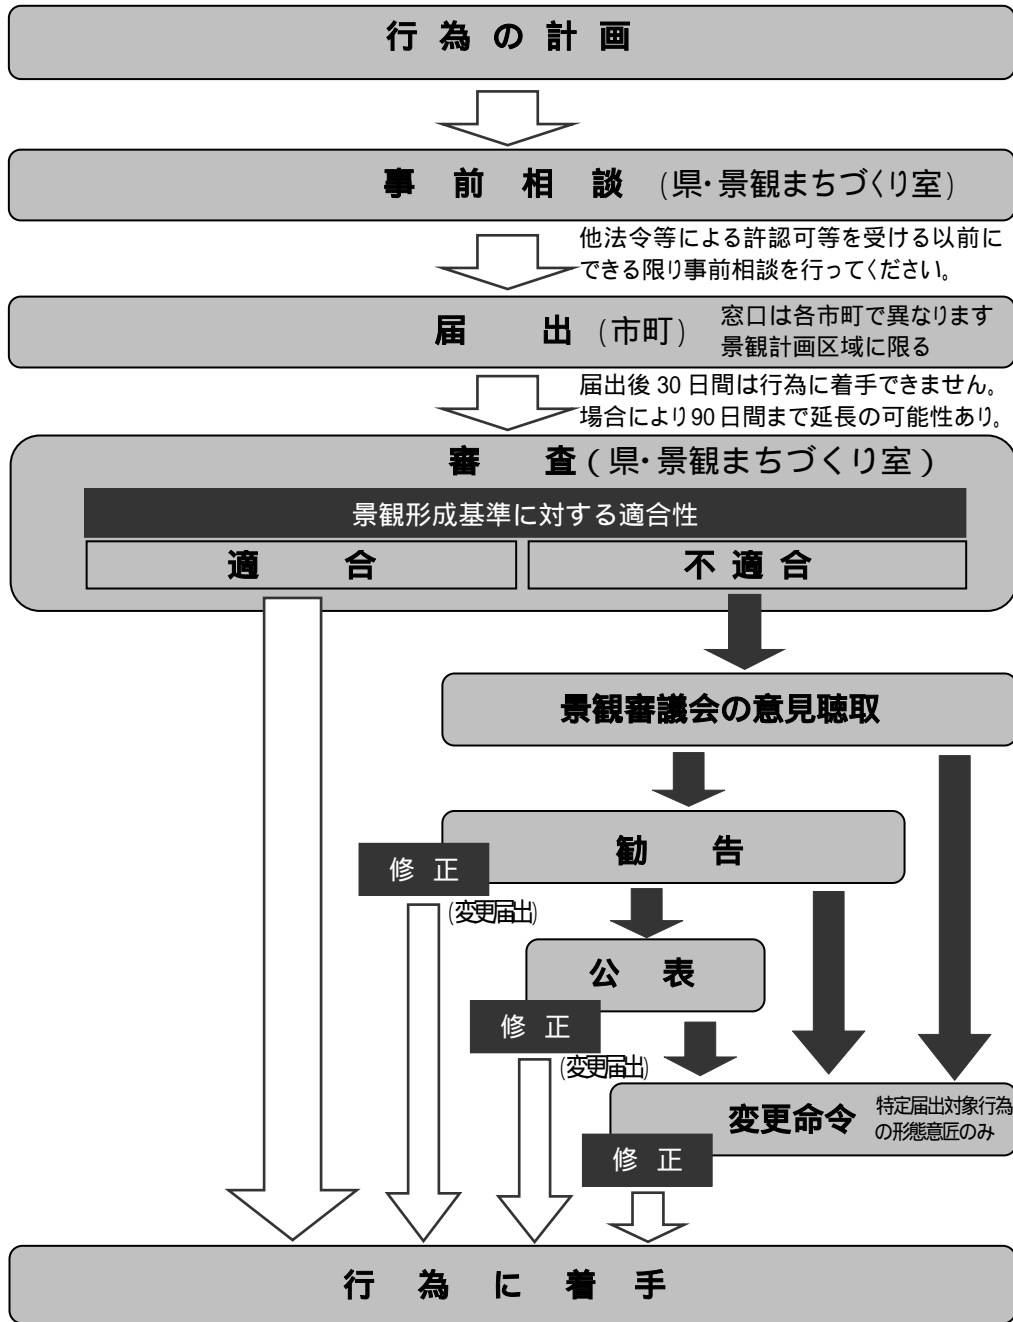 行為の計画
事前相談 (県・景観まちづくり室)
他法令等による許認可等を受ける以前に
できる限り事前相談を行ってください。
届出 (市町)
窓口は各市町で異なります
景観計画区域に限る
届出後 30 日間は行為に着手できません。
場合により90 日間まで延長の可能性あり。
審査 (県・景観まちづくり室)
景観形成基準に対する適合性
適合
不適合
景観審議会の意見聴取
勧告
修正
(変更届出)
公表
修正
(変更届出)
変更命令
特定届出対象行為
の形態意匠のみ
修正
行為に着手